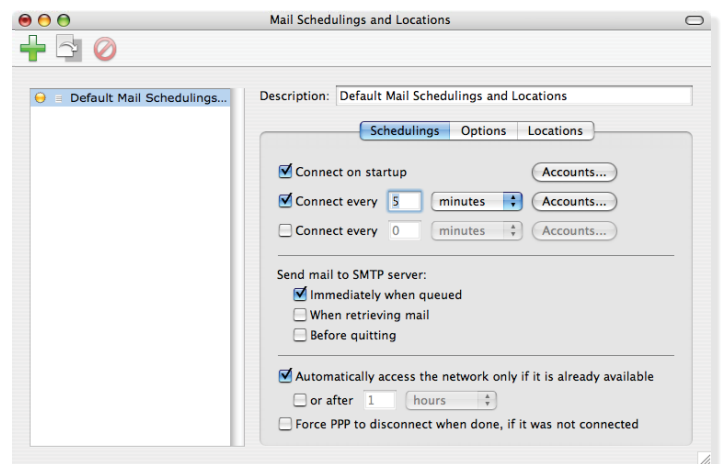 Mail Schedulings and Locations
Default Mail Schedulings...
Description: Default Mail Schedulings and Locations
Schedulings Options Locations
Connect on startup Accounts...
Connect every 5 minutes Accounts...
Connect every 0 minutes Accounts...
Send mail to SMTP server:
Immediately when queued
When retrieving mail
Before quitting
Automatically access the network only if it is already available
or after 1 hours
Force PPP to disconnect when done, if it was not connected